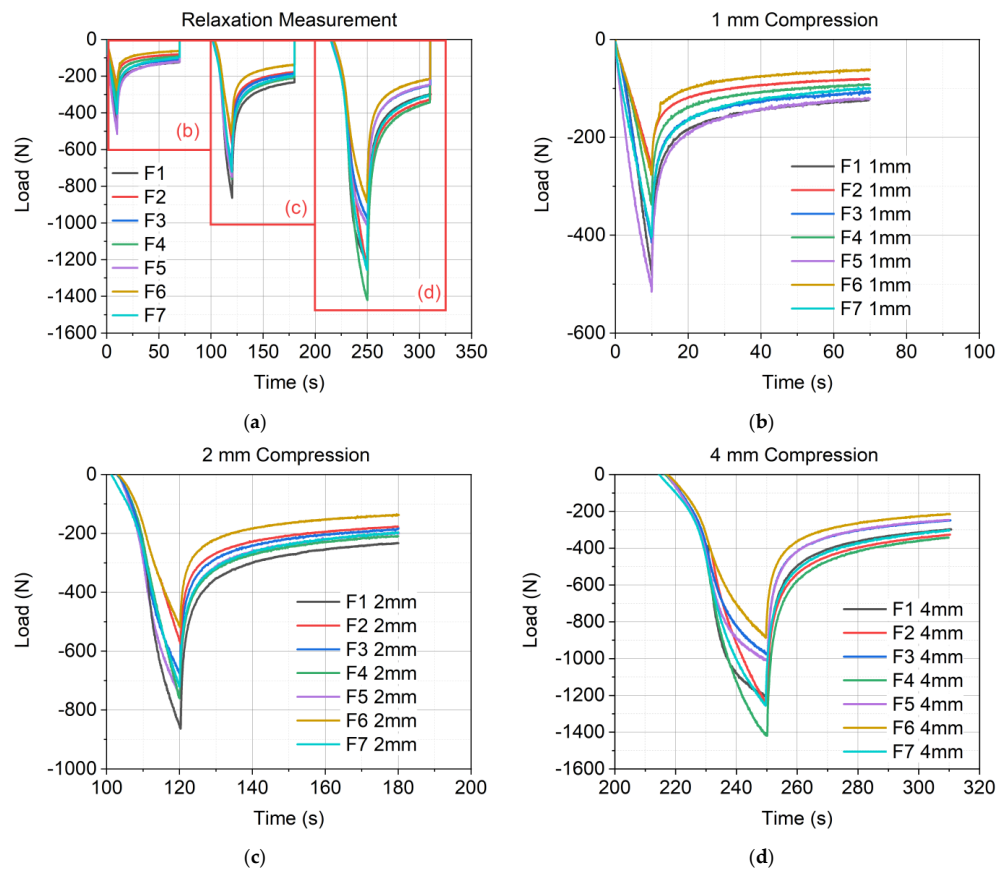 Relaxation Measurement
0
-200
-400
-600
-800
-1000
-1200
-1400
-1600
Load (N)
(b)
(c)
(d)
F1
F2
F3
F4
F5
F6
F7
0 50 100 150 200 250 300 350
Time (s)
(a)
1 mm Compression
0
-200
-400
-600
Load (N)
F1 1mm
F2 1mm
F3 1mm
F4 1mm
F5 1mm
F6 1mm
F7 1mm
0 20 40 60 80 100
Time (s)
(b)
2 mm Compression
0
-200
-400
-600
-800
-1000
Load (N)
F1 2mm
F2 2mm
F3 2mm
F4 2mm
F5 2mm
F6 2mm
F7 2mm
100 120 140 160 180 200
Time (s)
(c)
4 mm Compression
0
-200
-400
-600
-800
-1000
-1200
-1400
-1600
Load (N)
F1 4mm
F2 4mm
F3 4mm
F4 4mm
F5 4mm
F6 4mm
F7 4mm
200 220 240 260 280 300 320
Time (s)
(d)